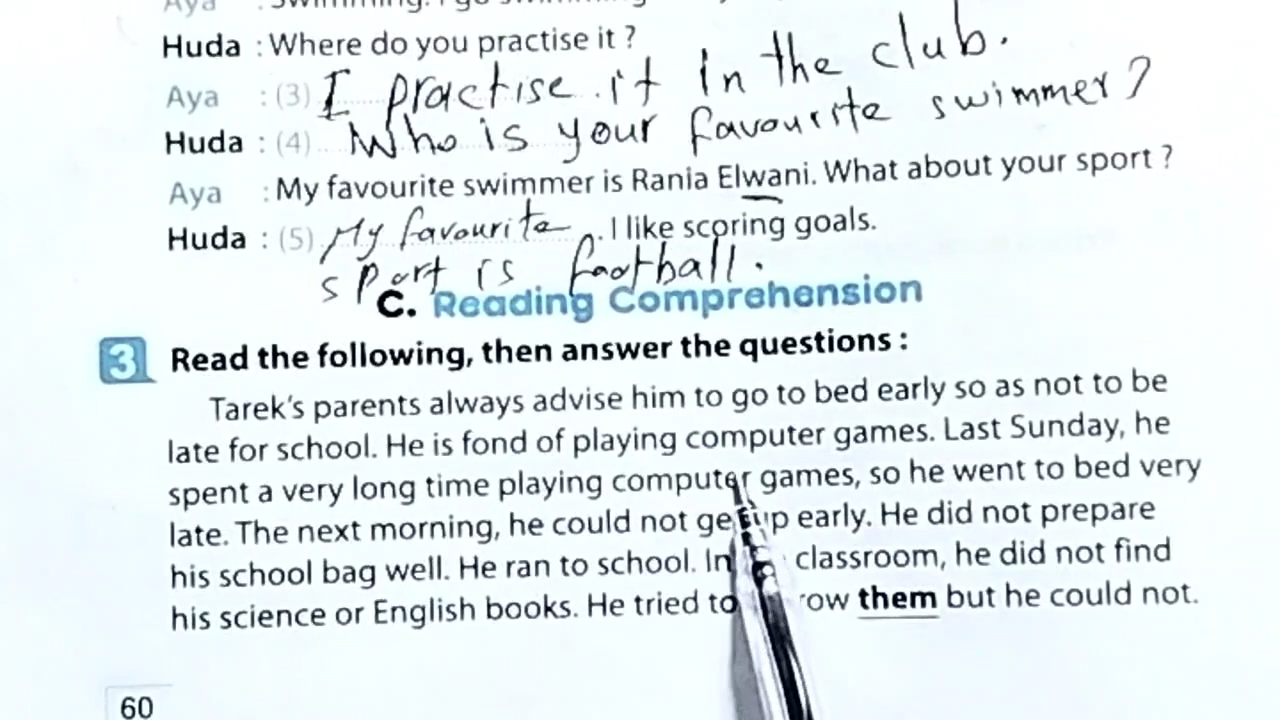 Aya : Swimming. I go
Huda : Where do you practise it ?
Aya : (3) I practise it in the club.
Huda : (4) Who is your favourite swimmer?
Aya : My favourite swimmer is Rania Elwani. What about your sport ?
Huda : (5) My favourite . I like scoring goals.
sport is football.
C. Reading Comprehension
3 Read the following, then answer the questions :
Tarek's parents always advise him to go to bed early so as not to be
late for school. He is fond of playing computer games. Last Sunday, he
spent a very long time playing computer games, so he went to bed very
late. The next morning, he could not get up early. He did not prepare
his school bag well. He ran to school. In classroom, he did not find
his science or English books. He tried to row them but he could not.
60